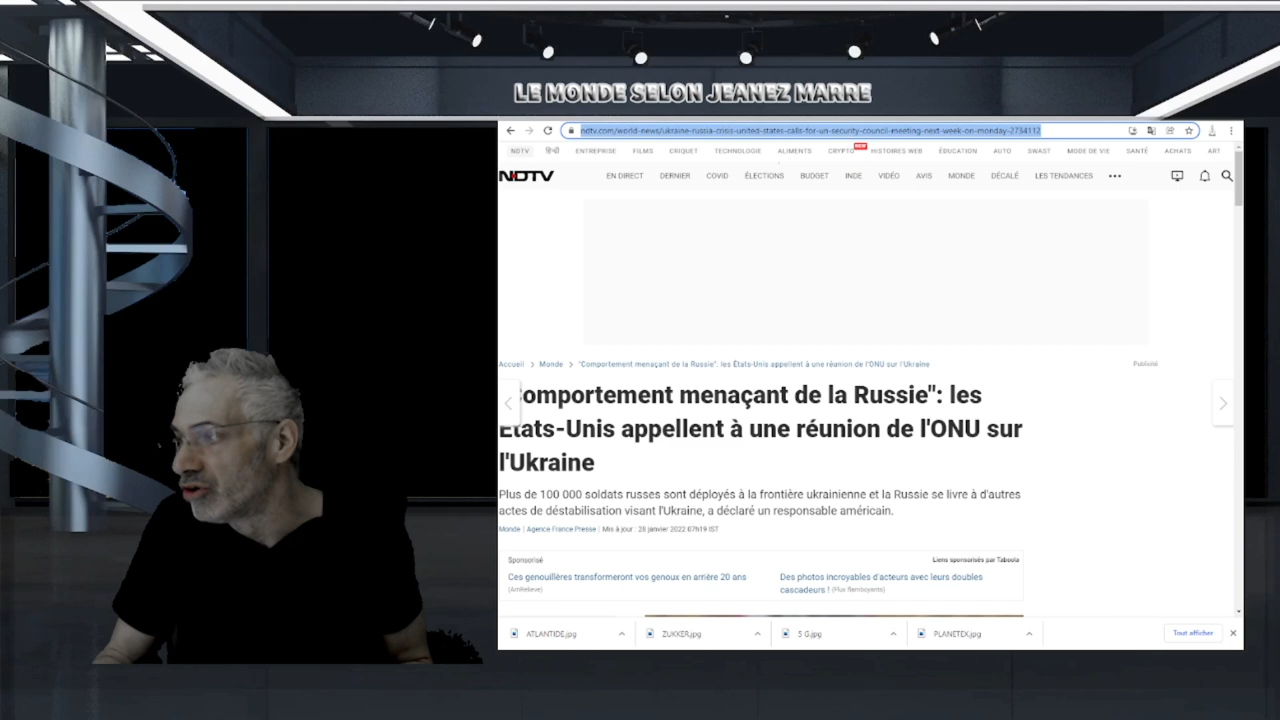 LE MONDE SELON JEANEZ MARRE
ndtv.com/world-news/ukraine-russia-crisis-united-states-calls-for-un-security-council-meeting-next-week-on-monday-2734112
NDTV हिन्दी ENTREPRISE FILMS CRIQUET TECHNOLOGIE ALIMENTS CRYPTO NEW HISTOIRES WEB ÉDUCATION AUTO SWAST MODE DE VIE SANTÉ ACHATS ART
NDTV EN DIRECT DERNIER COVID ÉLECTIONS BUDGET INDE VIDÉO AVIS MONDE DÉCALÉ LES TENDANCES
Accueil > Monde > "Comportement menaçant de la Russie": les États-Unis appellent à une réunion de l'ONU sur l'Ukraine
Publicité
omportement menaçant de la Russie": les
États-Unis appellent à une réunion de l'ONU sur
l'Ukraine
Plus de 100 000 soldats russes sont déployés à la frontière ukrainienne et la Russie se livre à d'autres
actes de déstabilisation visant l'Ukraine, a déclaré un responsable américain.
Monde | Agence France Presse | Mis à jour : 28 janvier 2022 07h19 IST
Sponsorisé Liens sponsorisés par Taboola
Ces genouillères transformeront vos genoux en arrière 20 ans
(AmRelieve)
Des photos incroyables d'acteurs avec leurs doubles
cascadeurs ! (Plus flamboyants)
ATLANTIDE.jpg ZUKKER.jpg 5 G.jpg PLANETEX.jpg Tout afficher